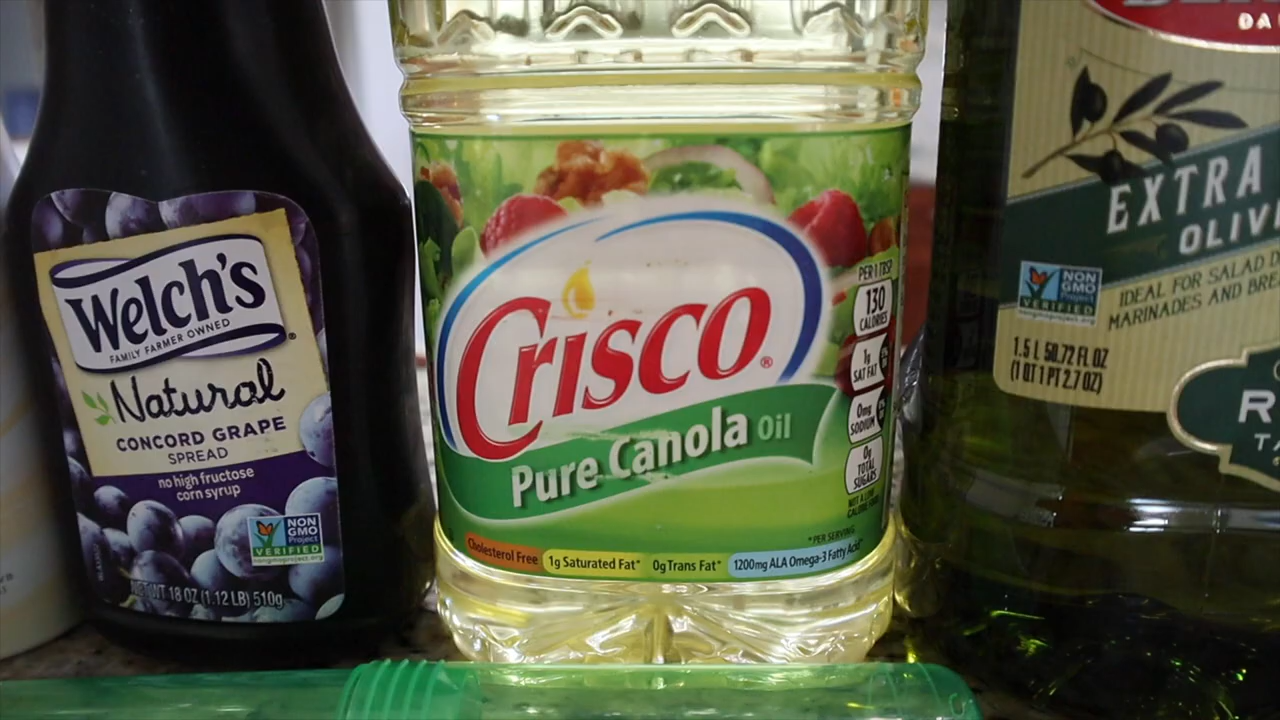 Welch's
FAMILY FARMER OWNED
Natural
CONCORD GRAPE
SPREAD
no high fructose
corn syrup
NON
GMO
Project
VERIFIED
nongmoproject.org
NET WT 18 OZ (1.12 LB) 510g
Crisco®
Pure Canola Oil
PER 1 TBSP
130
CALORIES
1g
SAT FAT
0mg
SODIUM
0g
TOTAL
SUGARS
*PER SERVING
Cholesterol Free
1g Saturated Fat*
0g Trans Fat*
1200mg ALA Omega-3 Fatty Acid*
EXTRA
NON
GMO
Project
VERIFIED
nongmoproject.org
IDEAL FOR SALAD
MARINADES AND
1.5 L 50.72 FL OZ
(1 QT 1 PT 2.7 OZ)